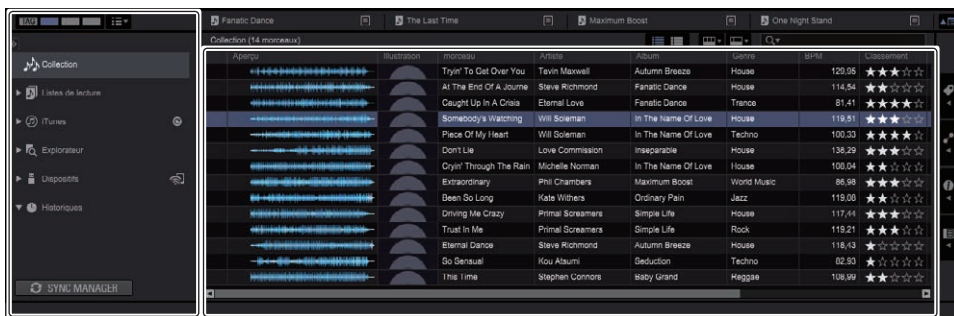 TAG
Fanatic Dance The Last Time Maximum Boost One Night Stand
Collection (14 morceaux)
Collection
Listes de lecture
iTunes
Explorateur
Dispositifs
Historiques
SYNC MANAGER
Aperçu Illustration morceau Artiste Album Genre BPM Classement
Tryin' To Get Over You Tavin Maxwell Autumn Breeze House 129,95
At The End Of A Journe Steve Richmond Fanatic Dance House 114,54
Caught Up In A Crisis Eternal Love Fanatic Dance Trance 81,41
Somebody's Watching Will Soleman In The Name Of Love House 119,51
Piece Of My Heart Will Soleman In The Name Of Love Techno 100,33
Don't Lie Love Commission Inseparable House 138,29
Cryin' Through The Rain Michelle Norman In The Name Of Love House 108,04
Extraordinary Phil Chambers Maximum Boost World Music 86,98
Been So Long Kate Withers Ordinary Pain Jazz 119,08
Driving Me Crazy Primal Screamers Simple Life House 117,44
Trust In Me Primal Screamers Simple Life Rock 119,21
Eternal Dance Steve Richmond Autumn Breeze House 118,43
So Sensual Kou Atsumi Seduction Techno 82,93
This Time Stephen Connors Baby Grand Reggae 108,99